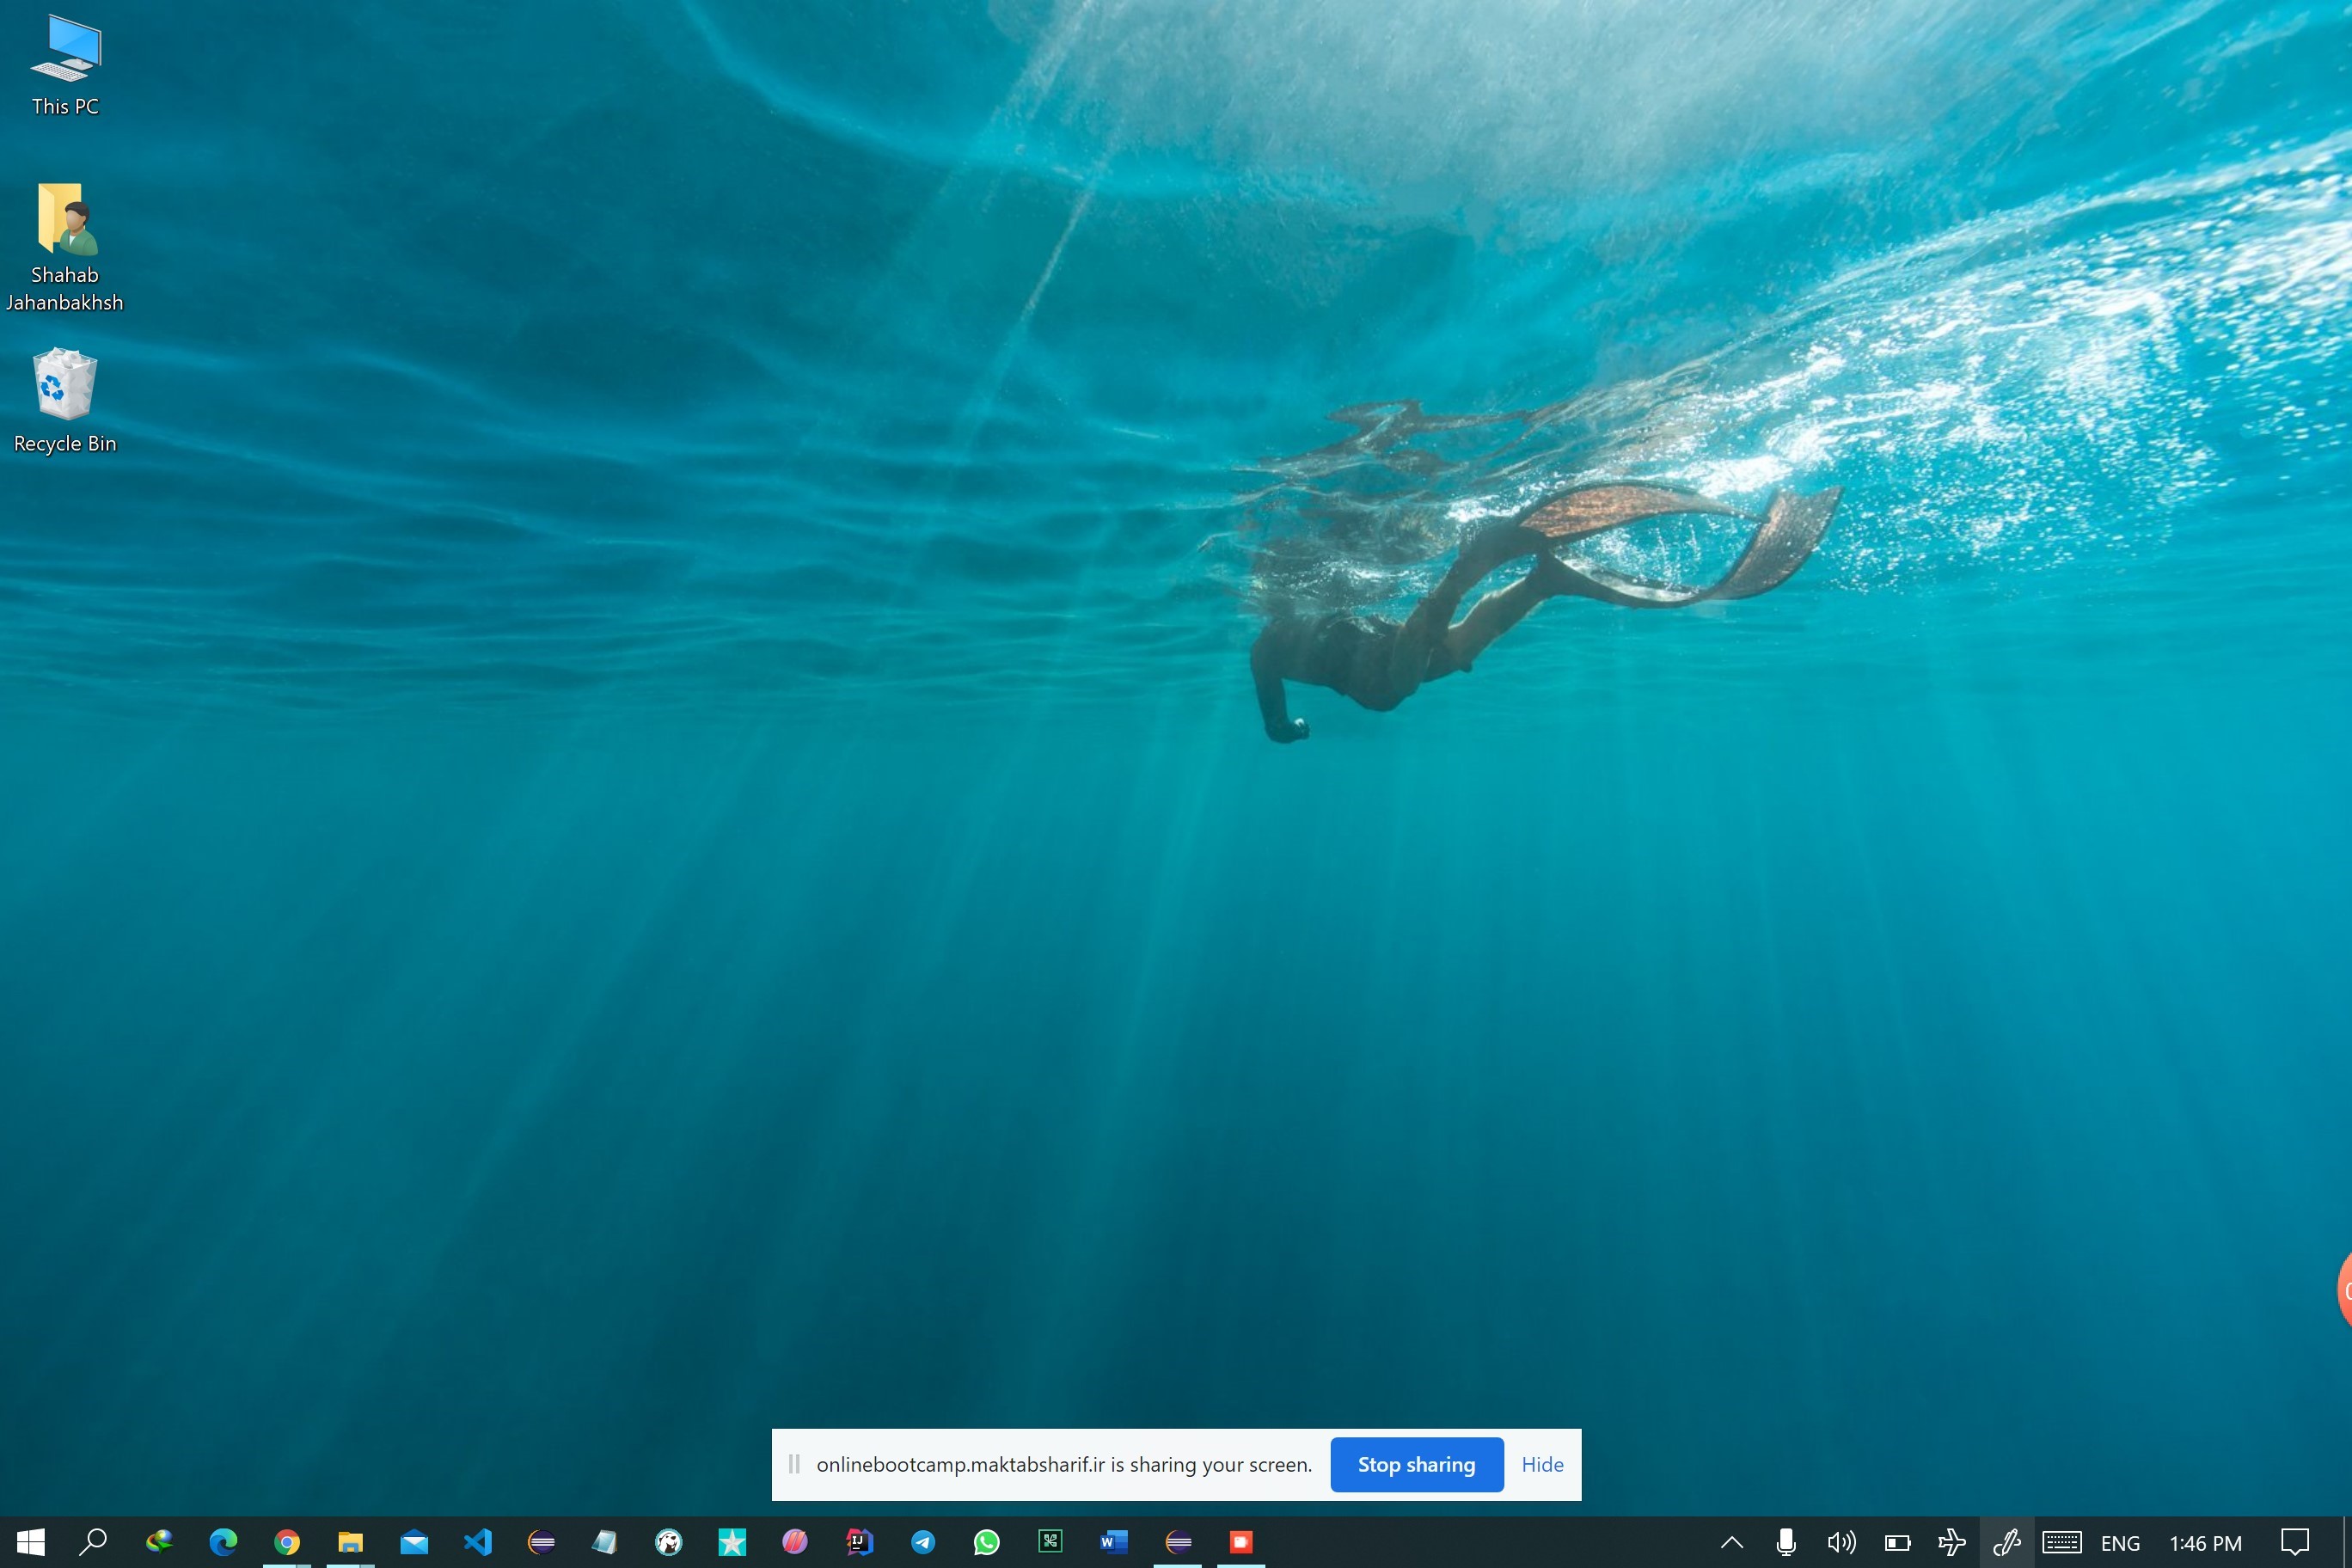 This PC
Shahab
Jahanbakhsh
Recycle Bin
onlinebootcamp.maktabsharif.ir is sharing your screen.
Stop sharing
Hide
IJ
W
ENG
1:46 PM